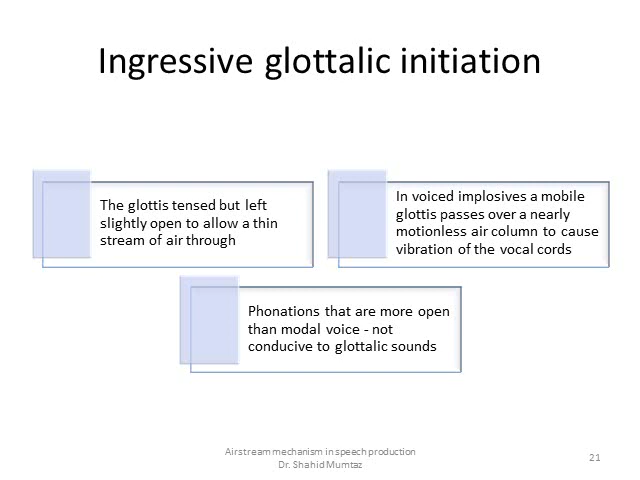 Ingressive glottalic initiation
The glottis tensed but left
slightly open to allow a thin
stream of air through
In voiced implosives a mobile
glottis passes over a nearly
motionless air column to cause
vibration of the vocal cords
Phonations that are more open
than modal voice - not
conducive to glottalic sounds
Airstream mechanism in speech production
Dr. Shahid Mumtaz
21